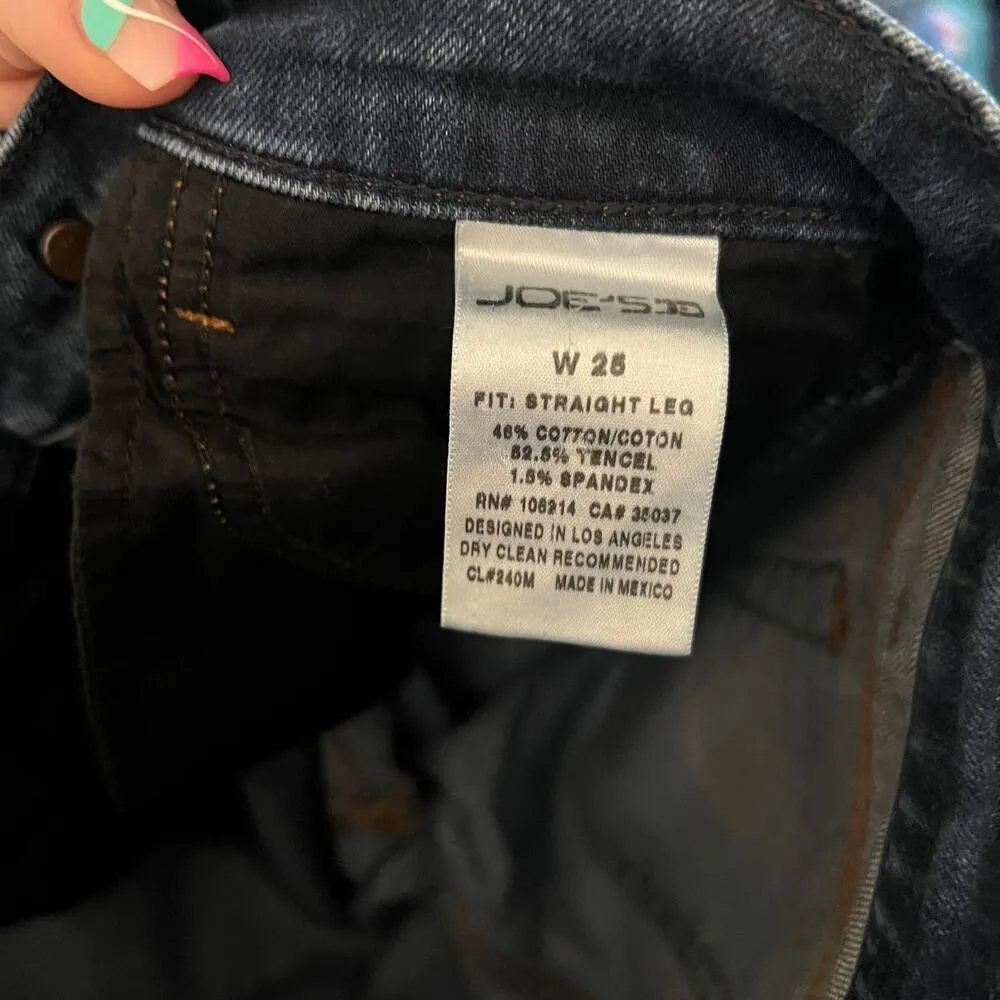 JOE'S JD
W 25
FIT: STRAIGHT LEG
46% COTTON/COTON
52.5% TENCEL
1.5% SPANDEX
RN# 106214 CA# 35037
DESIGNED IN LOS ANGELES
DRY CLEAN RECOMMENDED
CL#240M MADE IN MEXICO